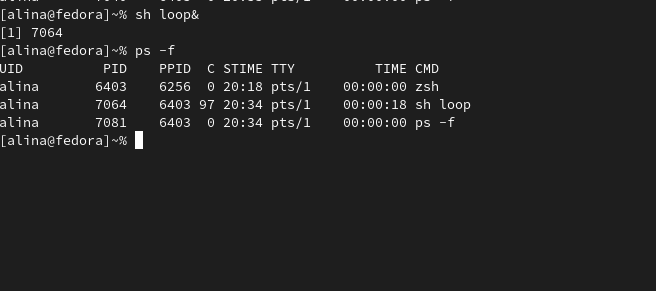 [alina@fedora]~% sh loop&
[1] 7064
[alina@fedora]~% ps -f
UID          PID    PPID  C STIME TTY          TIME CMD
alina       6403    6256  0 20:18 pts/1    00:00:00 zsh
alina       7064    6403 97 20:34 pts/1    00:00:18 sh loop
alina       7081    6403  0 20:34 pts/1    00:00:00 ps -f
[alina@fedora]~%